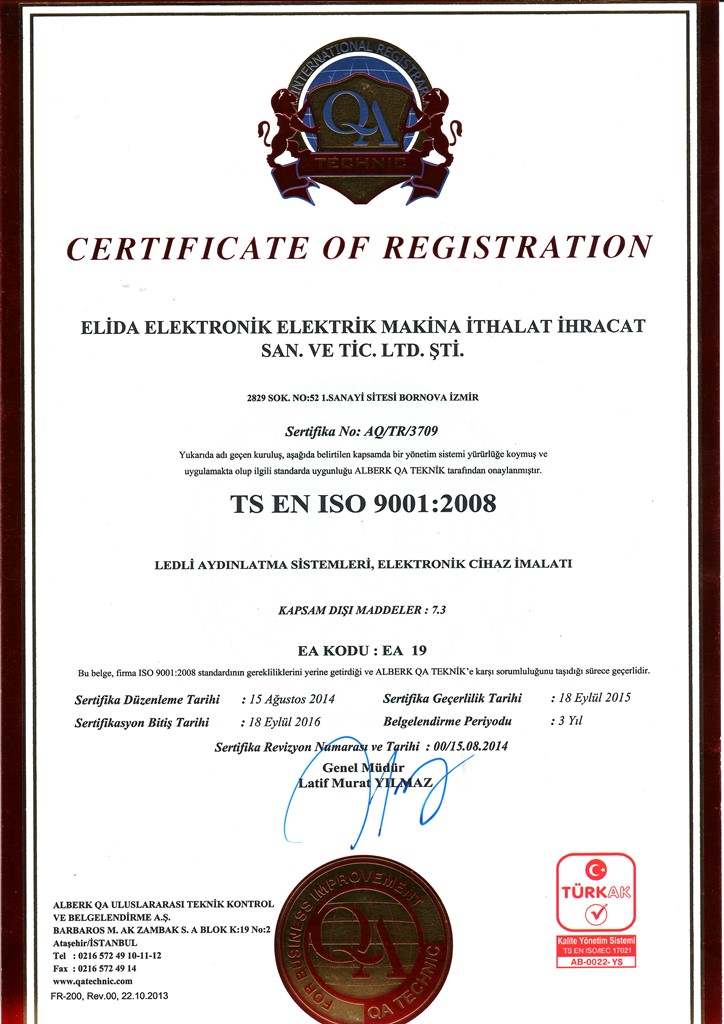 INTERNATIONAL REGISTRAR
QA
TECHNIC
CERTIFICATE OF REGISTRATION
ELİDA ELEKTRONİK ELEKTRİK MAKİNA İTHALAT İHRACAT
SAN. VE TİC. LTD. ŞTİ.
2829 SOK. NO:52 1.SANAYİ SİTESİ BORNOVA İZMİR
Sertifika No: AQ/TR/3709
Yukarıda adı geçen kuruluş, aşağıda belirtilen kapsamda bir yönetim sistemi yürürlüğe koymuş ve
uygulamakta olup ilgili standarda uygunluğu ALBERK QA TEKNİK tarafından onaylanmıştır.
TS EN ISO 9001:2008
LEDLİ AYDINLATMA SİSTEMLERİ, ELEKTRONİK CİHAZ İMALATI
KAPSAM DIŞI MADDELER : 7.3
EA KODU : EA 19
Bu belge, firma ISO 9001:2008 standardının gerekliliklerini yerine getirdiği ve ALBERK QA TEKNİK'e karşı sorumluluğunu taşıdığı sürece geçerlidir.
Sertifika Düzenleme Tarihi : 15 Ağustos 2014 Sertifika Geçerlilik Tarihi : 18 Eylül 2015
Sertifikasyon Bitiş Tarihi : 18 Eylül 2016 Belgelendirme Periyodu : 3 Yıl
Sertifika Revizyon Numarası ve Tarihi : 00/15.08.2014
Genel Müdür
Latif Murat YILMAZ
ALBERK QA ULUSLARARASI TEKNİK KONTROL
VE BELGELENDİRME A.Ş.
BARBAROS M. AK ZAMBAK S. A BLOK K:19 No:2
Ataşehir/İSTANBUL
Tel : 0216 572 49 10-11-12
Fax : 0216 572 49 14
www.qatechnic.com
FR-200, Rev.00, 22.10.2013
FOR BUSINESS IMPROVEMENT
QA
QA TECHNIC
TÜRKAK
Kalite Yönetim Sistemi
TS EN ISO/IEC 17021
AB-0022-YS